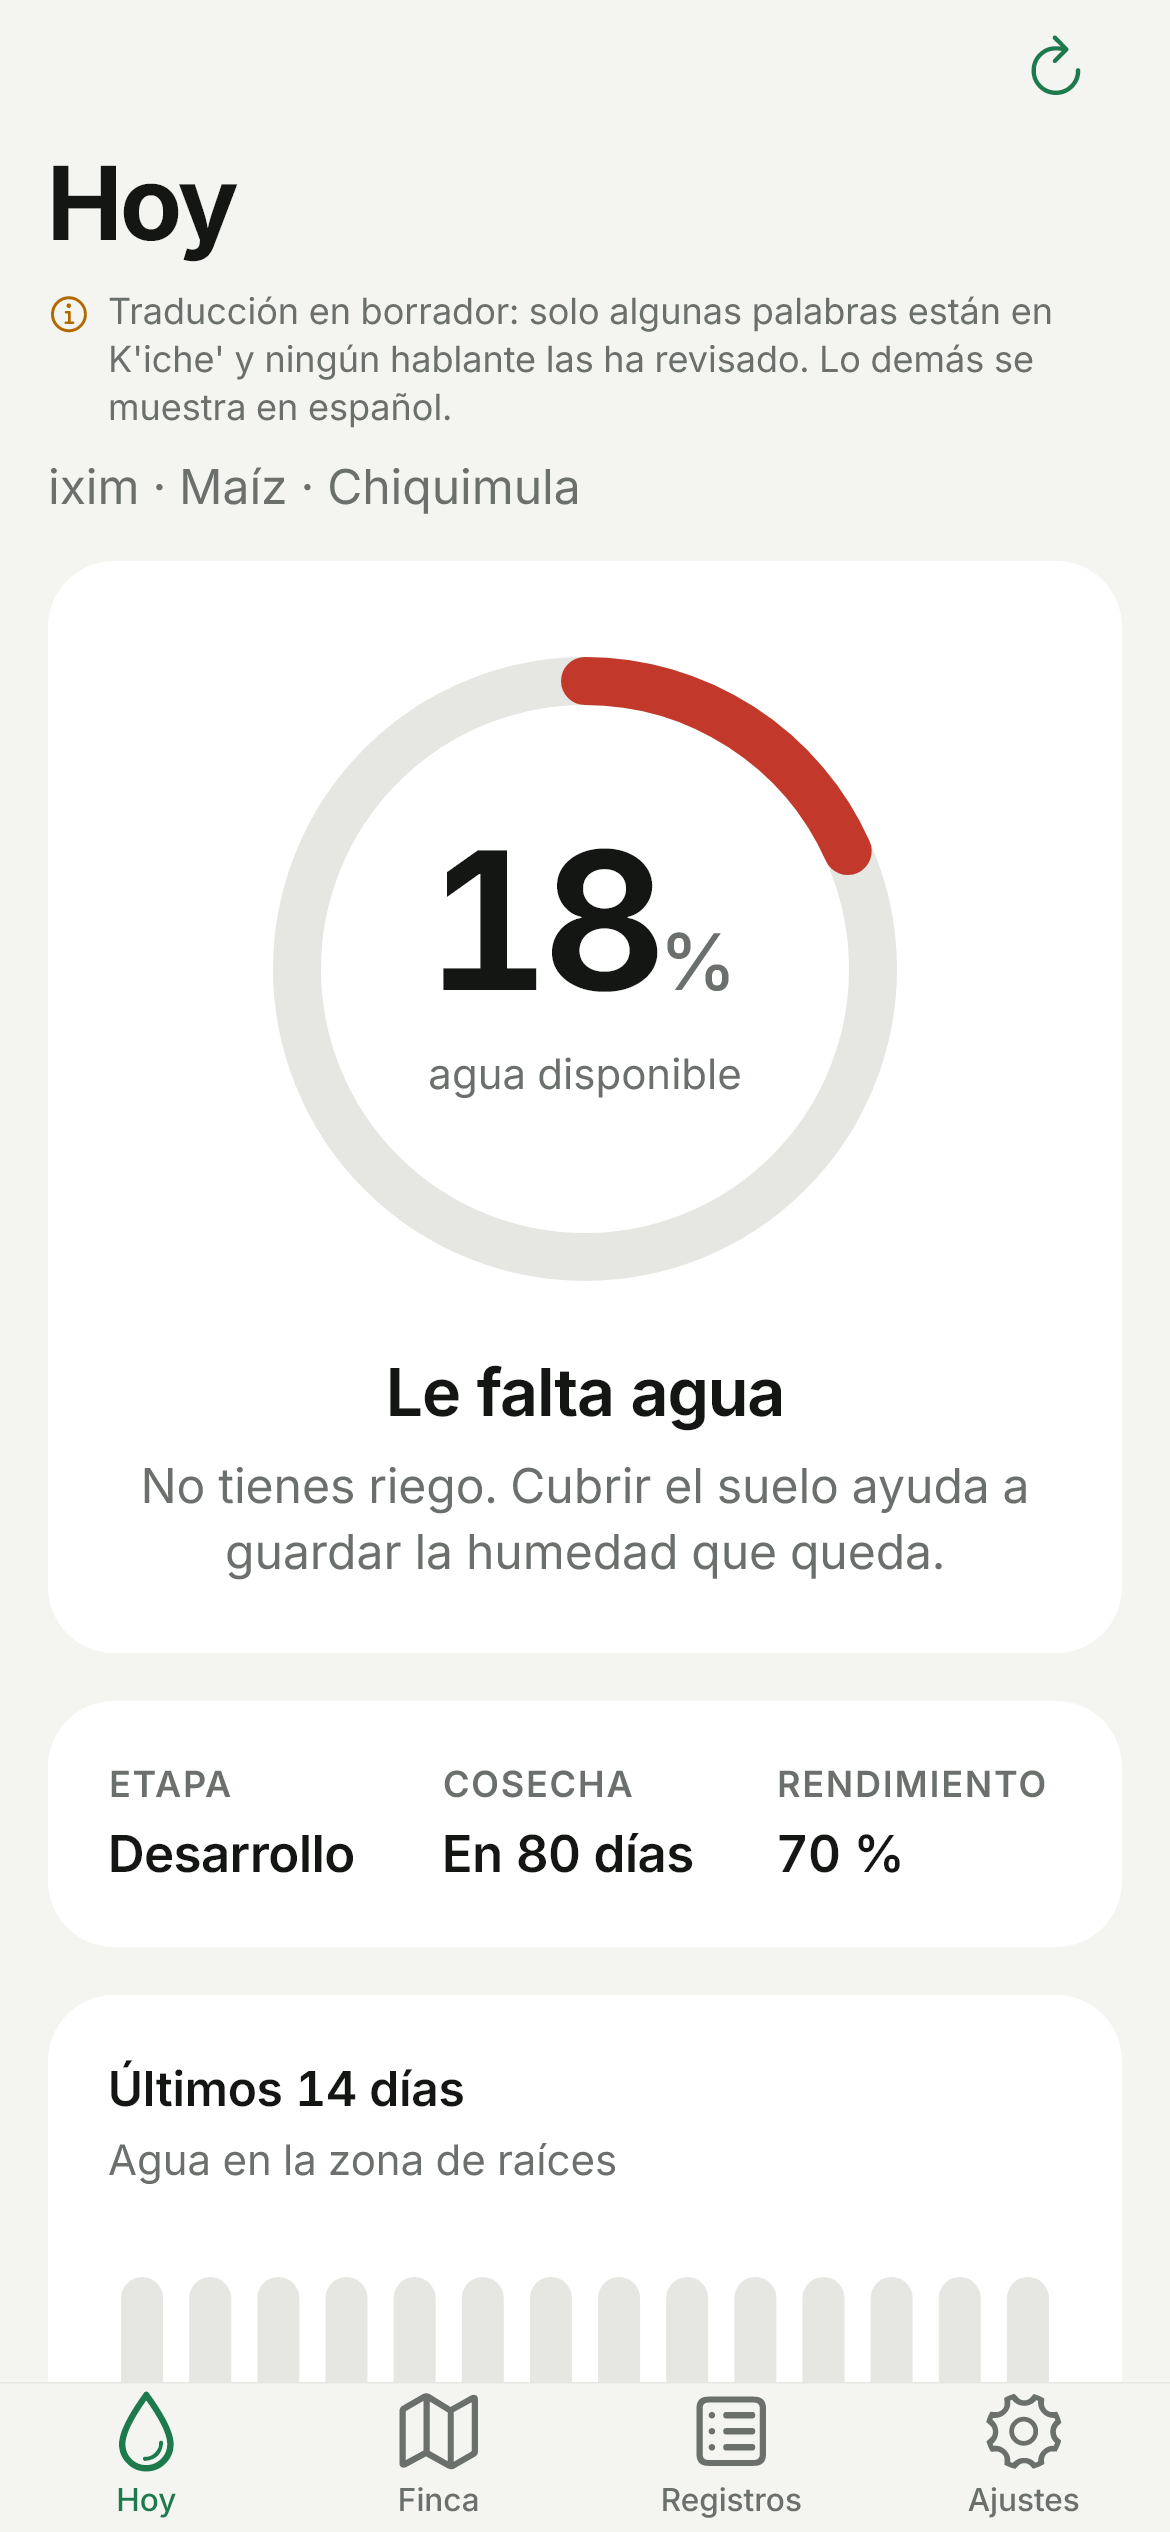 Hoy
Traducción en borrador: solo algunas palabras están en
K'iche' y ningún hablante las ha revisado. Lo demás se
muestra en español.
ixim · Maíz · Chiquimula
18%
agua disponible
Le falta agua
No tienes riego. Cubrir el suelo ayuda a
guardar la humedad que queda.
ETAPA COSECHA RENDIMIENTO
Desarrollo En 80 días 70 %
Últimos 14 días
Agua en la zona de raíces
Hoy Finca Registros Ajustes